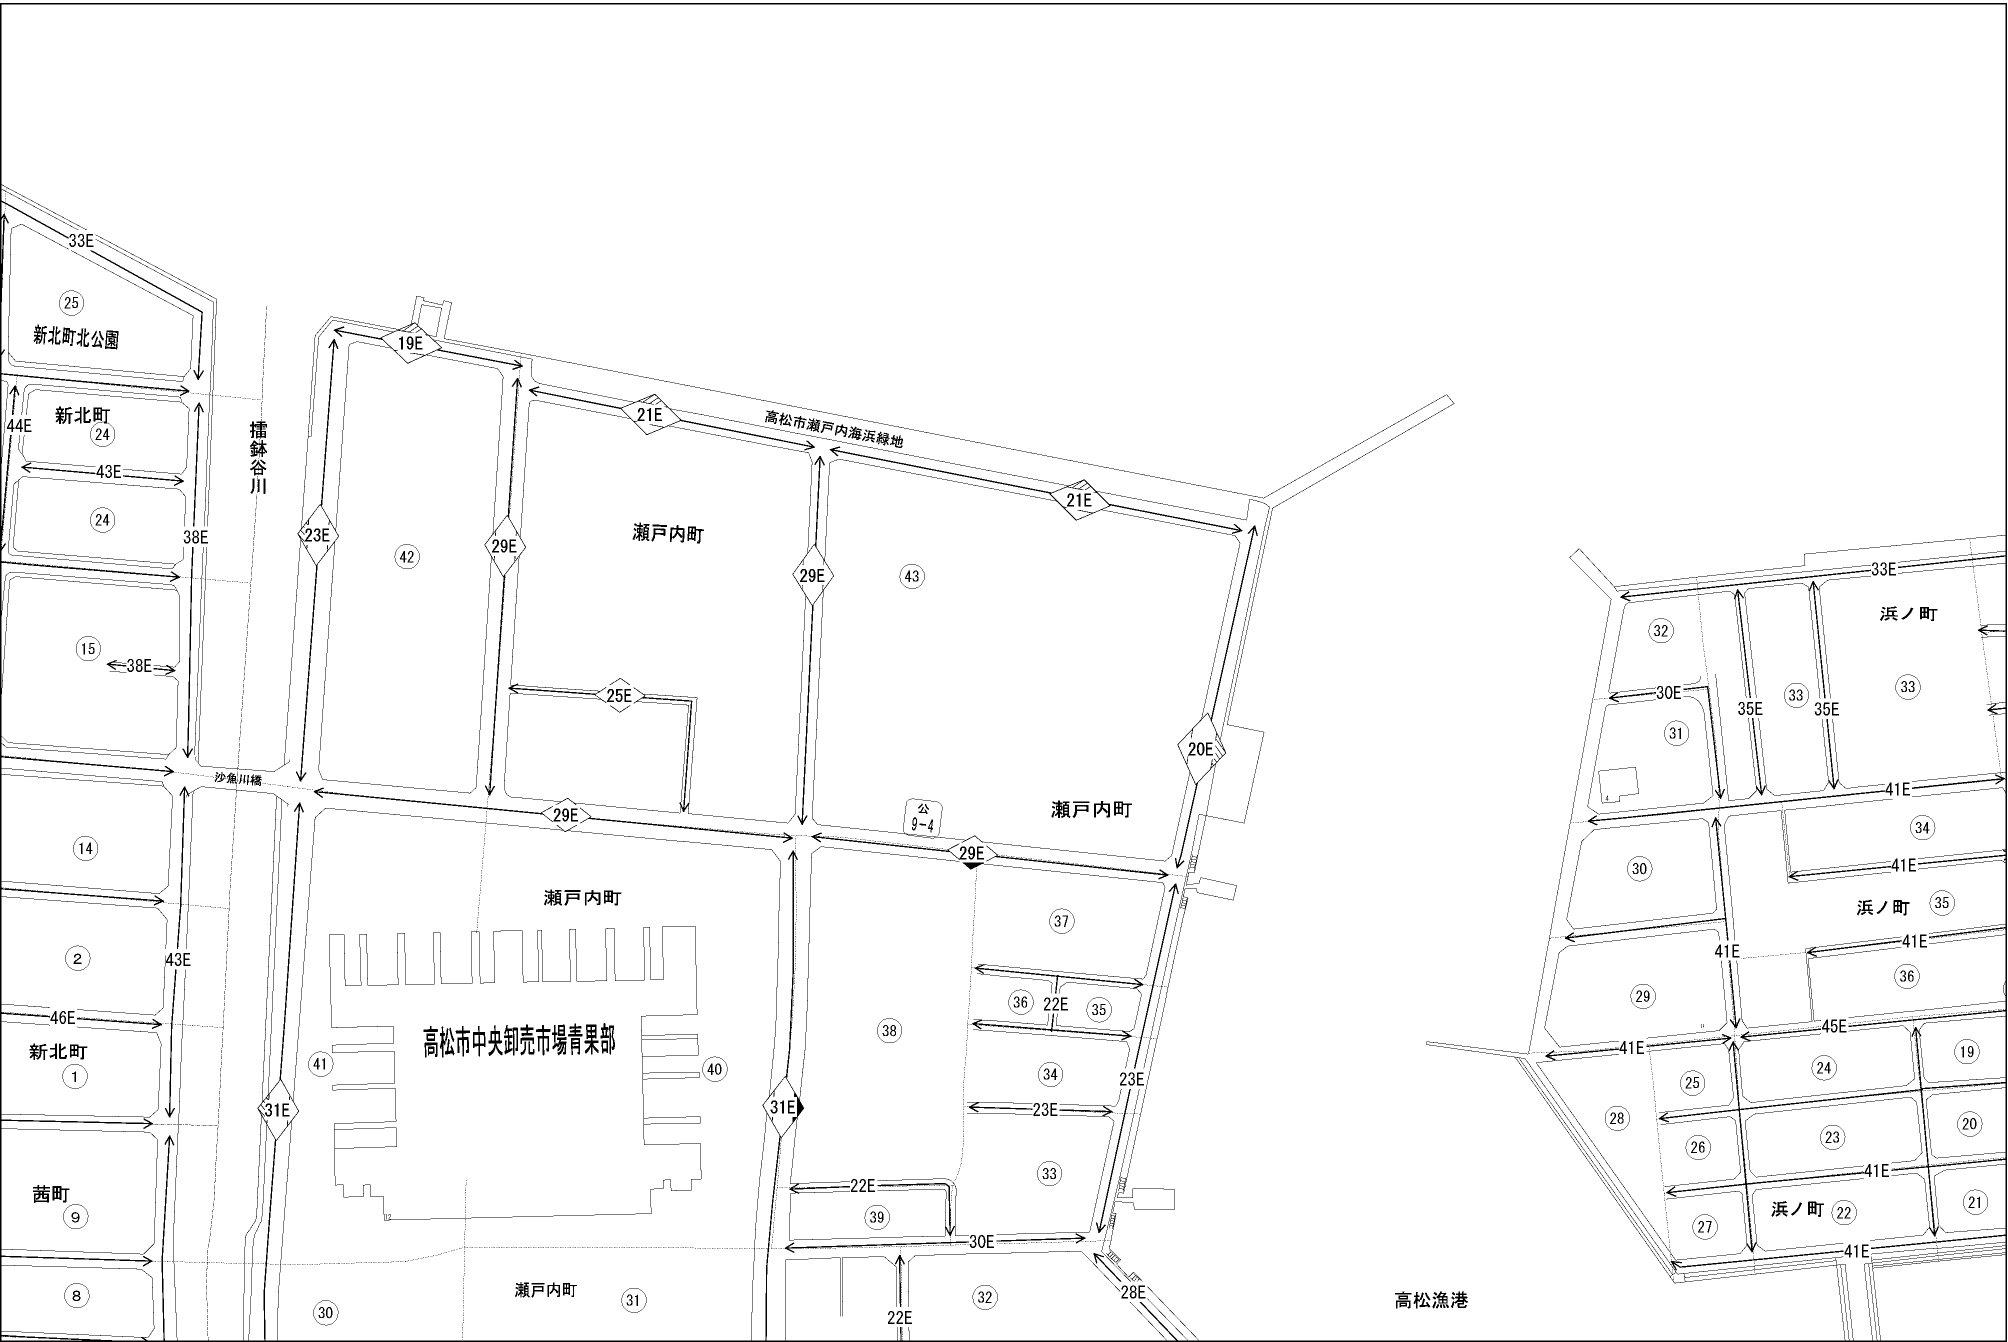 33E
25
新北町北公園
19E
21E
高松市瀬戸内海浜緑地
新北町
24
44E
擂鉢谷川
43E
21E
24
38E
23E
29E
瀬戸内町
42
29E
43
33E
浜ノ町
32
15
38E
25E
30E
35E
33
35E
33
31
20E
沙魚川橋
29E
公
9-4
瀬戸内町
4
41E
34
14
29E
41E
30
瀬戸内町
37
浜ノ町
35
2
43E
41E
41E
36
46E
36
22E
35
29
45E
高松市中央卸売市場青果部
38
新北町
1
41
40
34
23E
41E
25
24
19
31E
31E
23E
28
20
26
23
茜町
9
22E
39
33
41E
浜ノ町
22
21
27
12
30E
41E
8
30
瀬戸内町
31
22E
32
28E
高松漁港